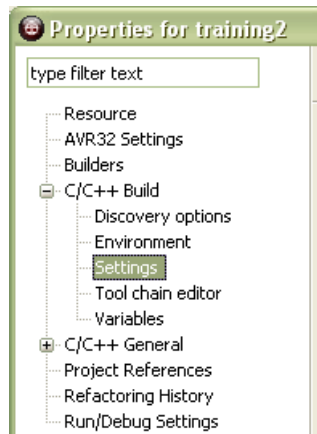 Properties for training2
type filter text
Resource
AVR32 Settings
Builders
C/C++ Build
Discovery options
Environment
Settings
Tool chain editor
Variables
C/C++ General
Project References
Refactoring History
Run/Debug Settings